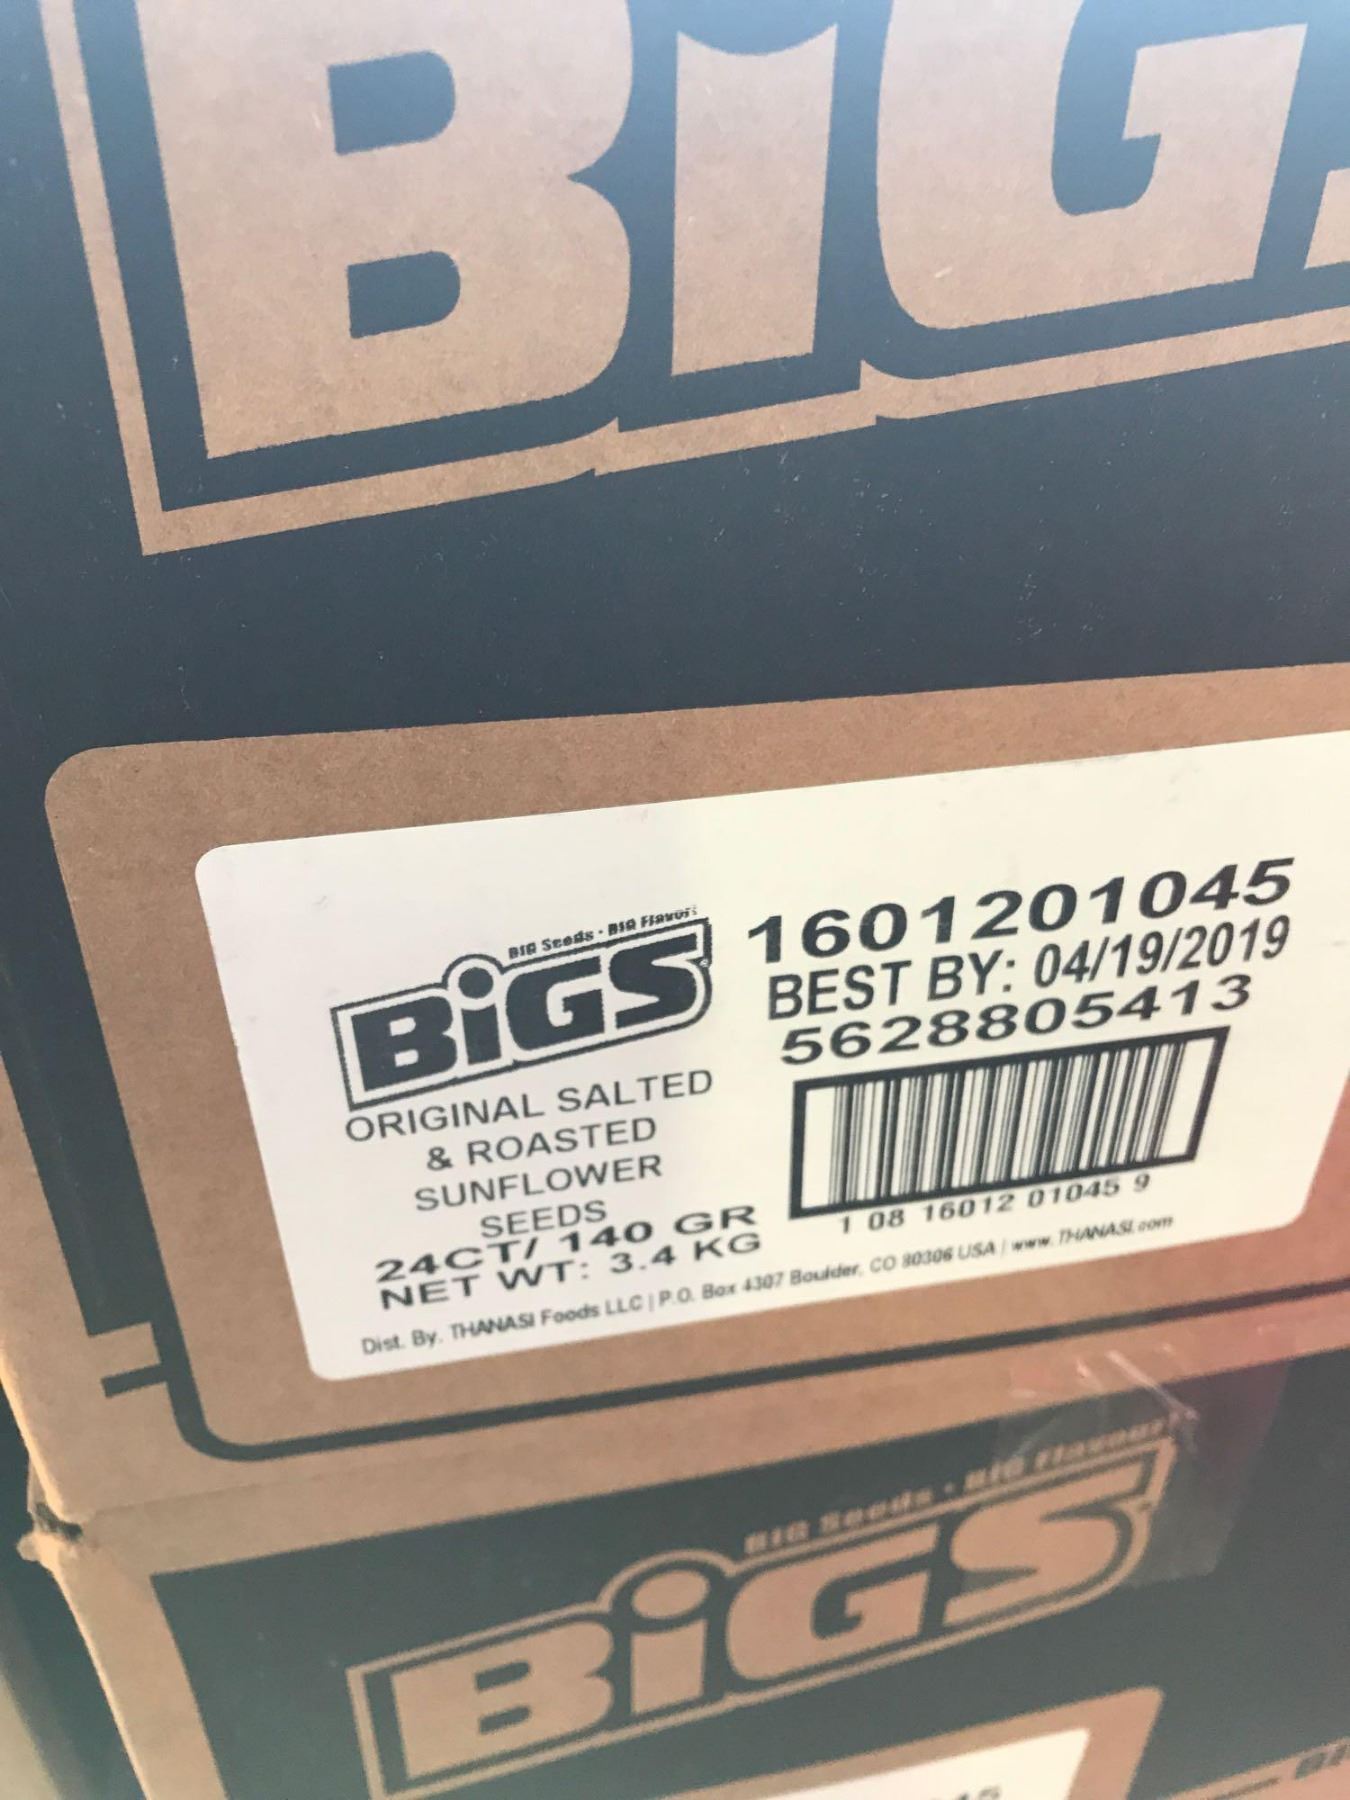 BiGS
BIG Seeds • BIG Flavor!
BiGS
ORIGINAL SALTED
& ROASTED
SUNFLOWER
SEEDS
24CT/ 140 GR
NET WT: 3.4 KG
1601201045
BEST BY: 04/19/2019
5628805413
1 08 16012 01045 9
Dist. By. THANASI Foods LLC | P.O. Box 4307 Boulder, CO 80306 USA | www.THANASI.com
BIG Seeds • BIG Flavour!
BiGS